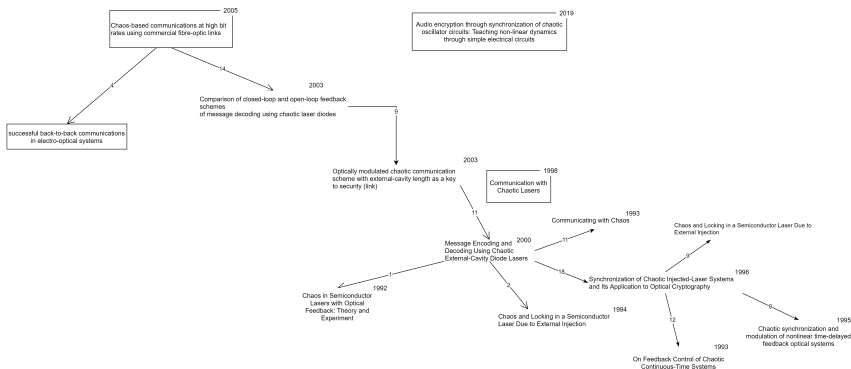 2005
Chaos-based communications at high bit
rates using commercial fibre-optic links
2019
Audio encryption through synchronization of chaotic
oscillator circuits: Teaching non-linear dynamics
through simple electrical circuits
4
14
2003
Comparison of closed-loop and open-loop feedback
schemes
of message decoding using chaotic laser diodes
9
successful back-to-back communications
in electro-optical systems
2003
Optically modulated chaotic communication
scheme with external-cavity length as a key
to security (link)
1998
Communication with
Chaotic Lasers
11
1993
Communicating with Chaos
2000
Message Encoding and
Decoding Using Chaotic
External-Cavity Diode Lasers
11
18
1
2
Chaos and Locking in a Semiconductor Laser Due to
External Injection
9
1996
Synchronization of Chaotic Injected-Laser Systems
and Its Application to Optical Cryptography
12
1992
Chaos in Semiconductor
Lasers with Optical
Feedback: Theory and
Experiment
1994
Chaos and Locking in a Semiconductor
Laser Due to External Injection
1995
Chaotic synchronization and
modulation of nonlinear time-delayed
feedback optical systems
1993
On Feedback Control of Chaotic
Continuous-Time Systems